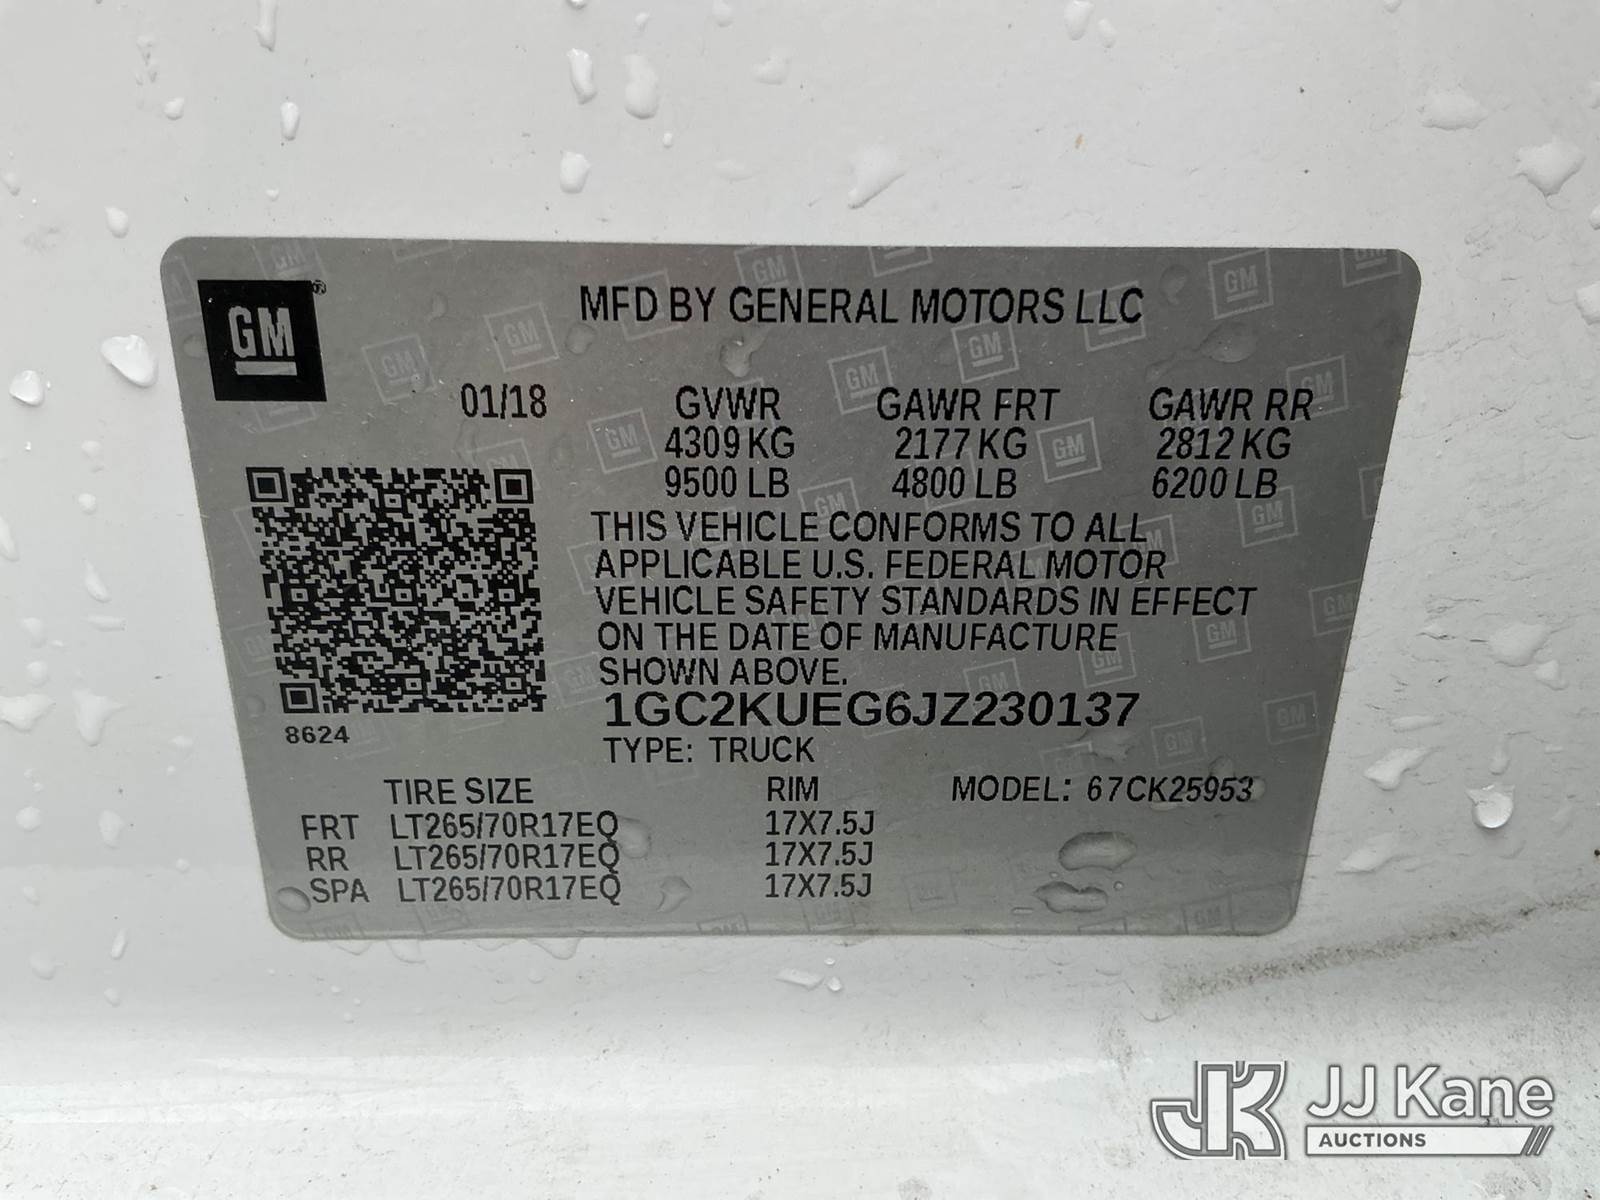 GM
MFD BY GENERAL MOTORS LLC
01/18 GVWR GAWR FRT GAWR RR
4309 KG 2177 KG 2812 KG
9500 LB 4800 LB 6200 LB
THIS VEHICLE CONFORMS TO ALL
APPLICABLE U.S. FEDERAL MOTOR
VEHICLE SAFETY STANDARDS IN EFFECT
ON THE DATE OF MANUFACTURE
SHOWN ABOVE.
1GC2KUEG6JZ230137
8624
TYPE: TRUCK
TIRE SIZE RIM MODEL: 67CK25953
FRT LT265/70R17EQ 17X7.5J
RR LT265/70R17EQ 17X7.5J
SPA LT265/70R17EQ 17X7.5J
JK JJ Kane
AUCTIONS